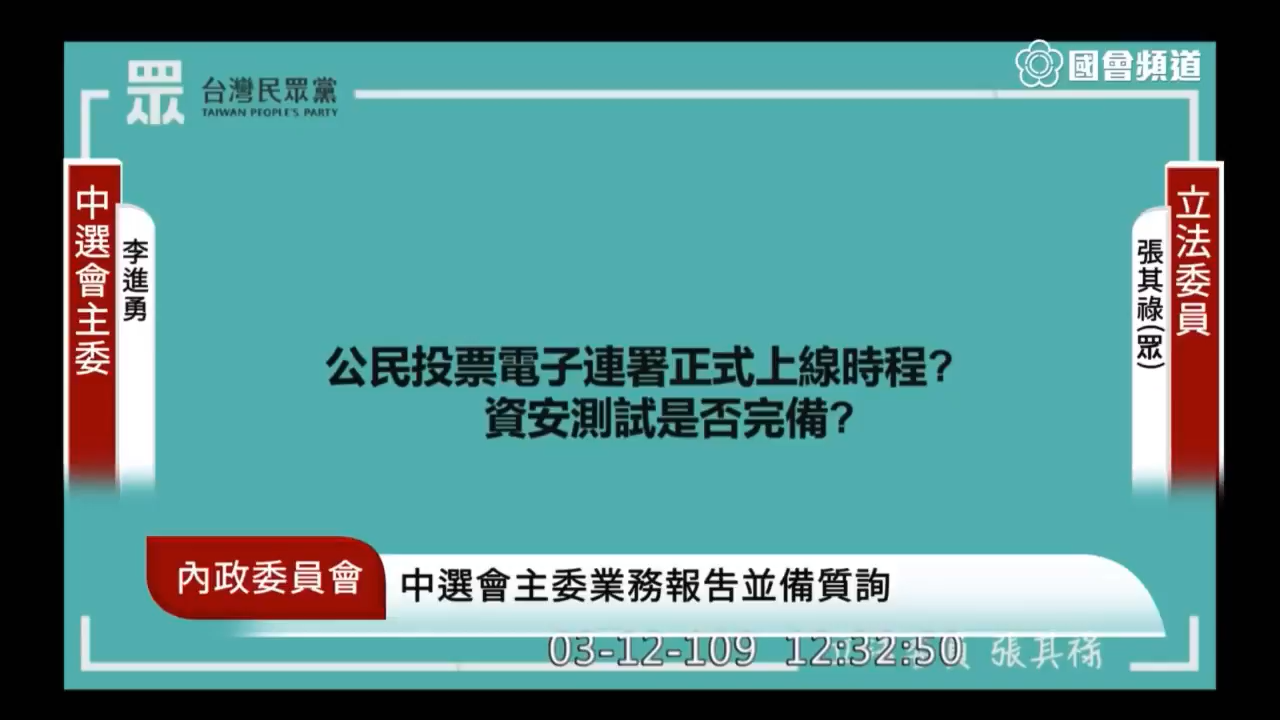 眾 台灣民眾黨
TAIWAN PEOPLE'S PARTY
國會頻道
中選會主委
李進勇
立法委員
張其祿(眾)
公民投票電子連署正式上線時程?
資安測試是否完備?
內政委員會
中選會主委業務報告並備質詢
03-12-109 12:32:50
張其祿